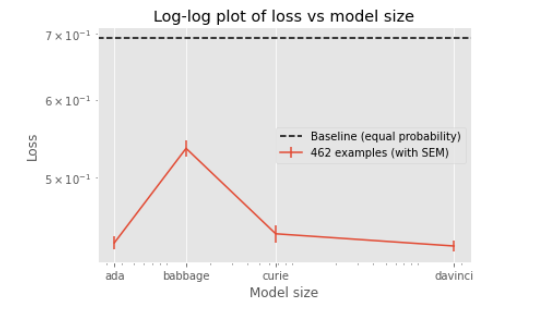 Log-log plot of loss vs model size
7 × 10⁻¹
6 × 10⁻¹
5 × 10⁻¹
Loss
Baseline (equal probability)
462 examples (with SEM)
ada babbage curie davinci
Model size